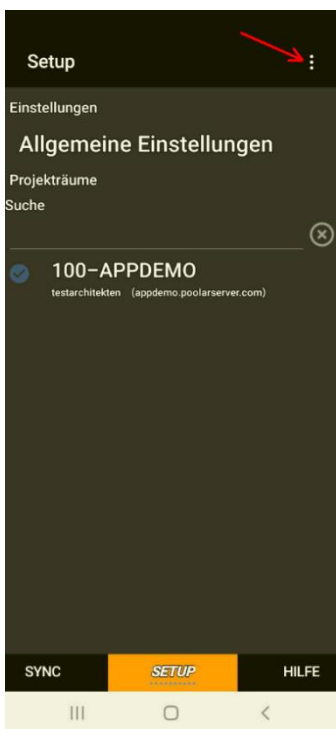 Setup
Einstellungen
Allgemeine Einstellungen
Projekträume
Suche
100-APPDEMO
testarchitekten (appdemo.poolarserver.com)
SYNC SETUP HILFE